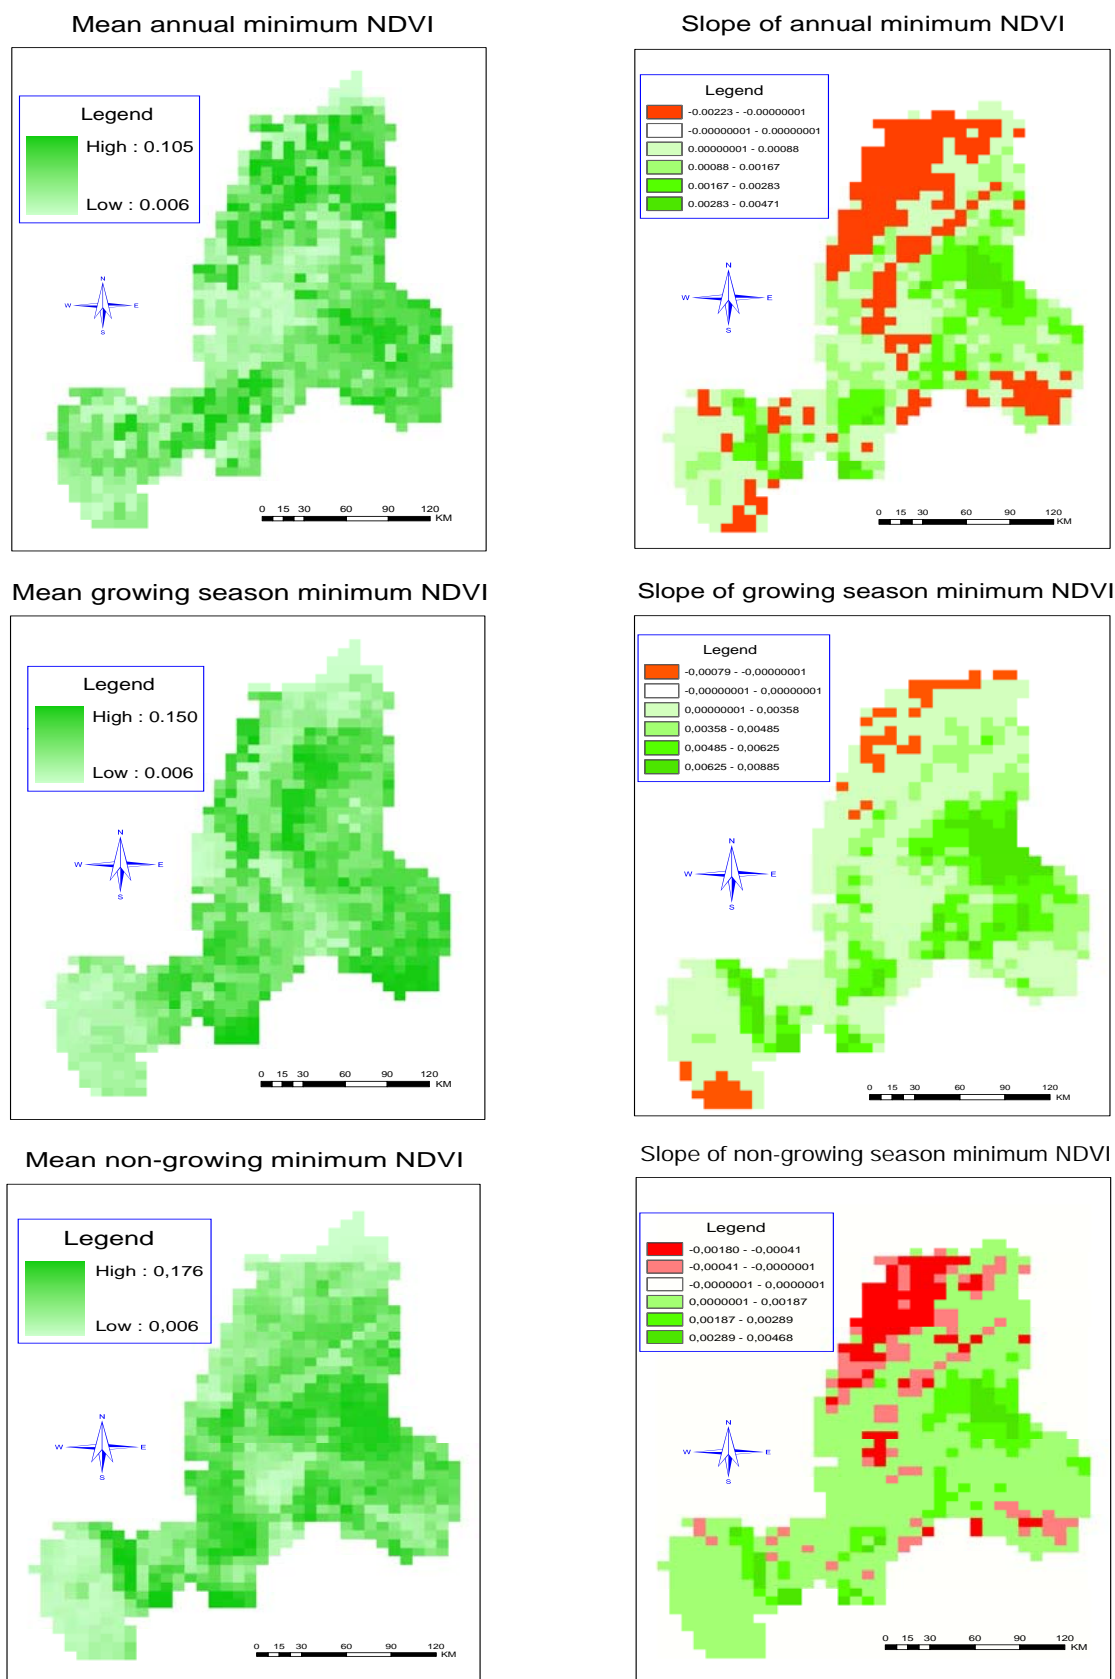 Mean annual minimum NDVI
Legend
High : 0.105
Low : 0.006
N
W
E
S
0 15 30 60 90 120
KM
Slope of annual minimum NDVI
Legend
-0.00223 - -0.00000001
-0.00000001 - 0.00000001
0.00000001 - 0.00088
0.00088 - 0.00167
0.00167 - 0.00283
0.00283 - 0.00471
N
W
E
S
0 15 30 60 90 120
KM
Mean growing season minimum NDVI
Legend
High : 0.150
Low : 0.006
N
W
E
S
0 15 30 60 90 120
KM
Slope of growing season minimum NDVI
Legend
-0,00079 - -0,00000001
-0,00000001 - 0,00000001
0,00000001 - 0,00358
0,00358 - 0,00485
0,00485 - 0,00625
0,00625 - 0,00885
N
W
E
S
0 15 30 60 90 120
KM
Mean non-growing minimum NDVI
Legend
High : 0,176
Low : 0,006
N
W
E
S
0 15 30 60 90 120
KM
Slope of non-growing season minimum NDVI
Legend
-0,00180 - -0,00041
-0,00041 - -0,0000001
-0,0000001 - 0,0000001
0,0000001 - 0,00187
0,00187 - 0,00289
0,00289 - 0,00468
N
W
E
S
0 15 30 60 90 120
KM